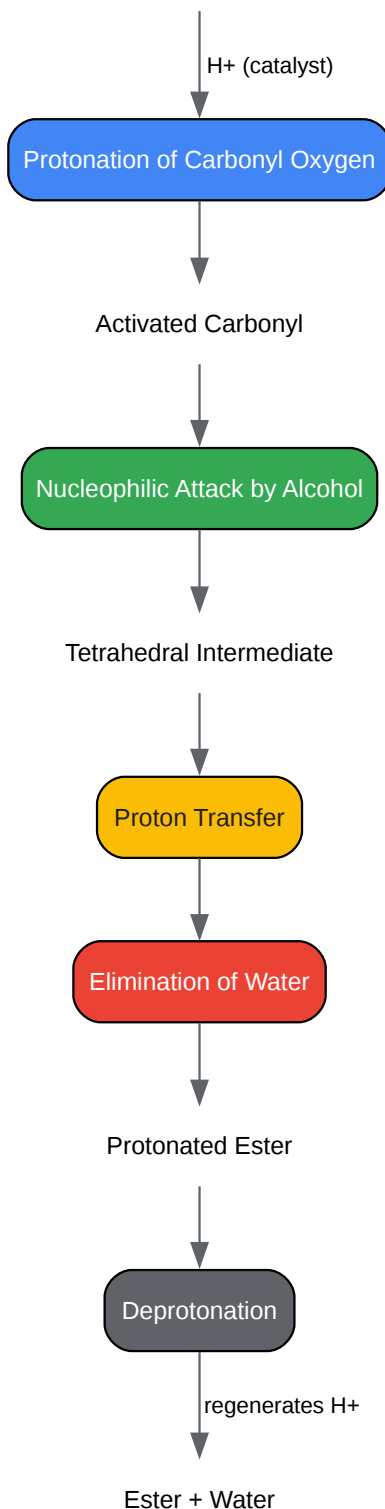 H+ (catalyst)
Protonation of Carbonyl Oxygen
Activated Carbonyl
Nucleophilic Attack by Alcohol
Tetrahedral Intermediate
Proton Transfer
Elimination of Water
Protonated Ester
Deprotonation
regenerates H+
Ester + Water